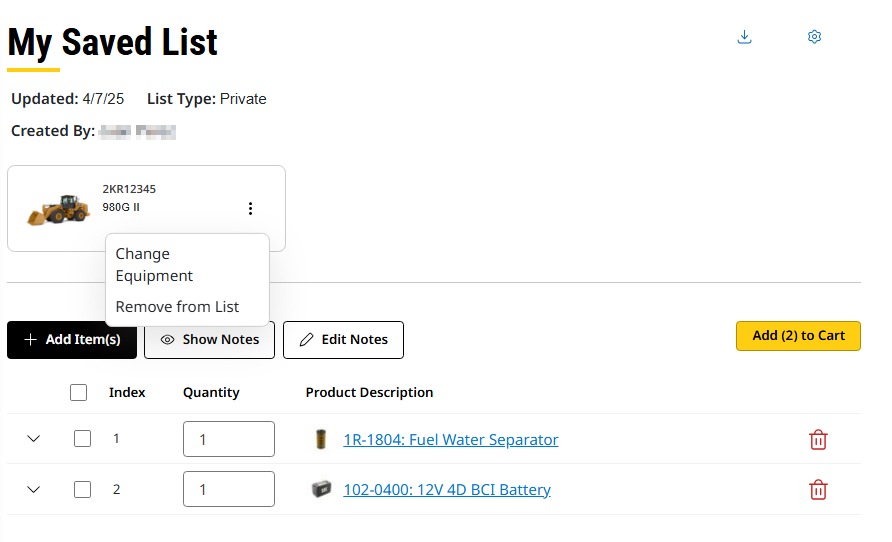 My Saved List
Updated: 4/7/25 List Type: Private
Created By:
2KR12345
980G II
Change
Equipment
Remove from List
Add Item(s) Show Notes Edit Notes Add (2) to Cart
Index Quantity Product Description
1 1 1R-1804: Fuel Water Separator
2 1 102-0400: 12V 4D BCI Battery